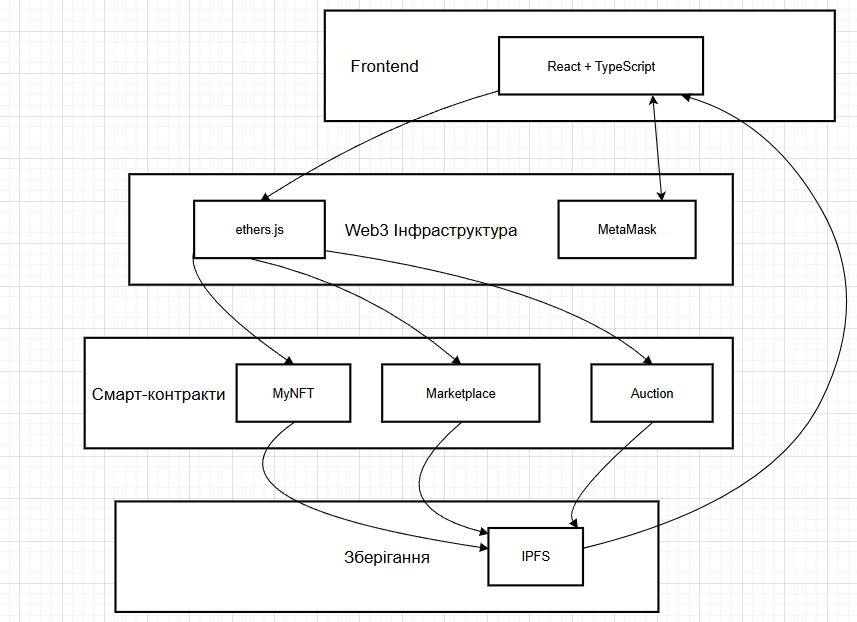 Frontend
React + TypeScript
ethers.js
Web3 Інфраструктура
MetaMask
Смарт-контракти
MyNFT
Marketplace
Auction
Зберігання
IPFS